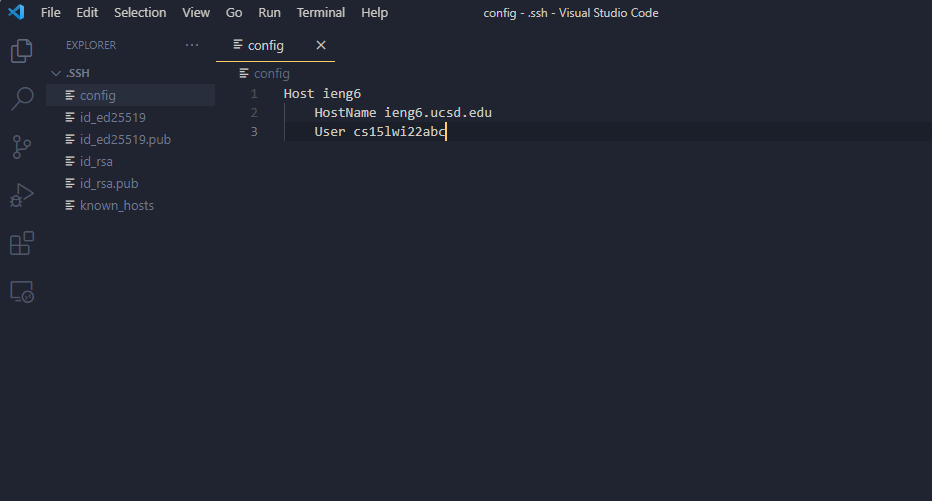 File Edit Selection View Go Run Terminal Help config - .ssh - Visual Studio Code
EXPLORER ...
.SSH
config
id_ed25519
id_ed25519.pub
id_rsa
id_rsa.pub
known_hosts
config
config
1 Host ieng6
2 HostName ieng6.ucsd.edu
3 User cs15lwi22abc